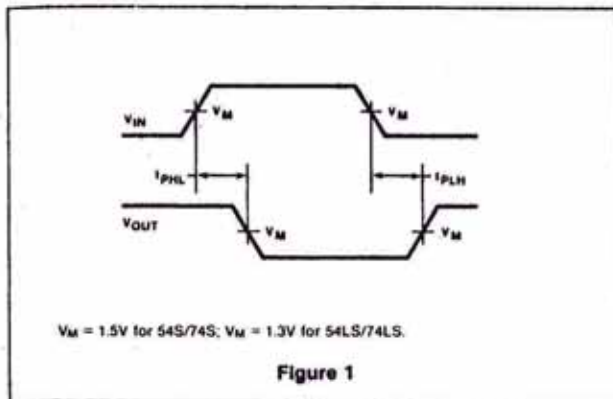 VIN
VM
VM
tPHL
tPLH
VOUT
VM
VM
VM = 1.5V for 54S/74S; VM = 1.3V for 54LS/74LS.
Figure 1